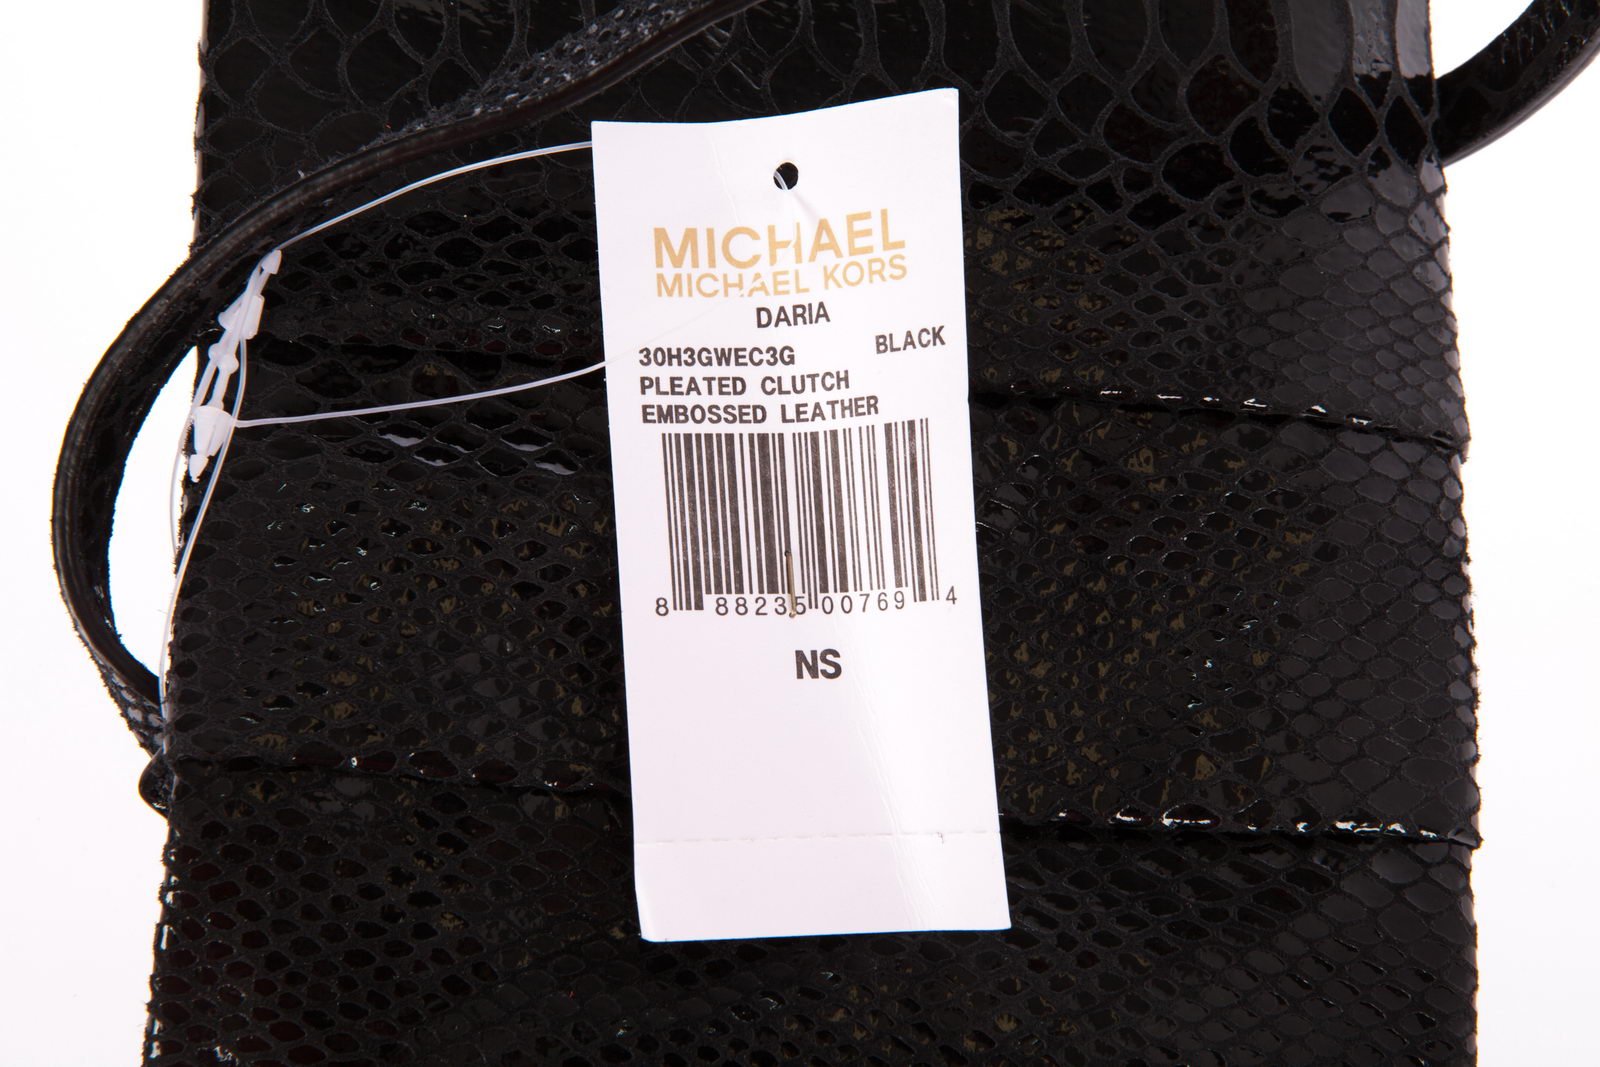 MICHAEL
MICHAEL KORS
DARIA
30H3GWEC3G BLACK
PLEATED CLUTCH
EMBOSSED LEATHER
8 88235 00769 4
NS